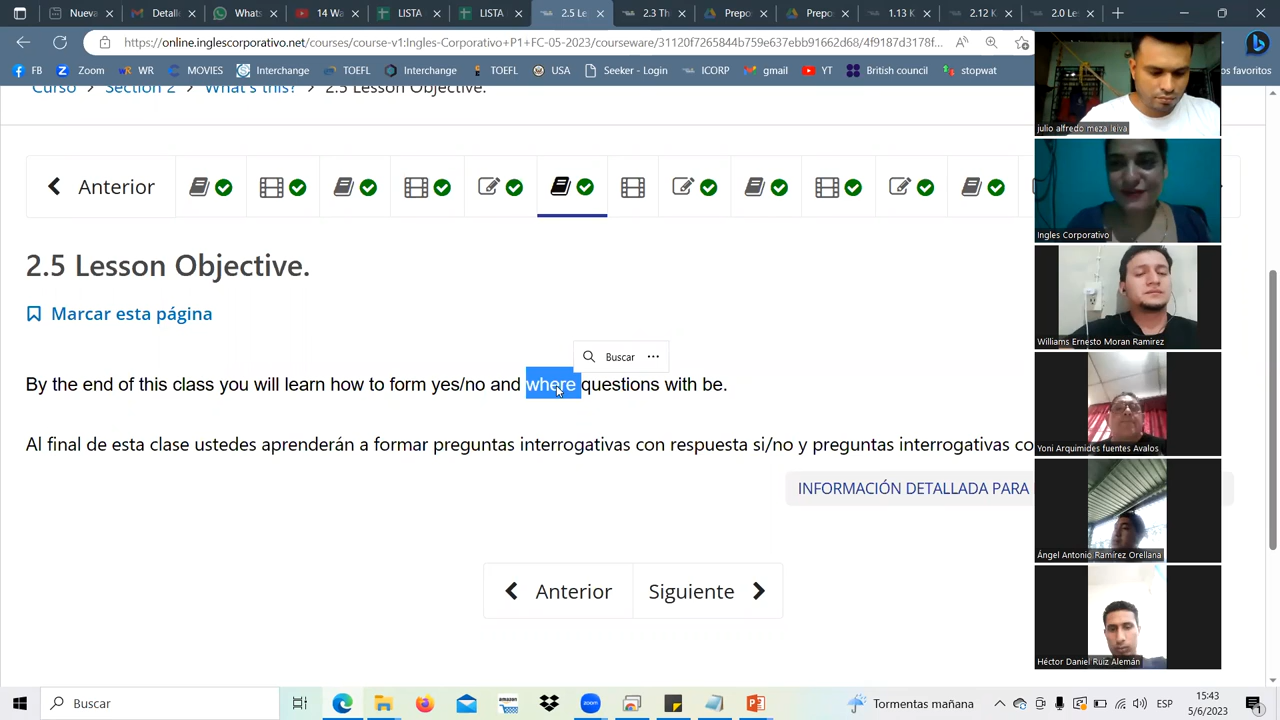 Detalle
Whats
14 Wa
LISTA
LISTA
2.5 Le
2.3 Th
Prepo
Prepo
1.13 K
2.12 K
https://online.inglescorporativo.net/courses/course-v1:Ingles-Corporativo+P1+FC-05-2023/courseware/31120f7265844b759e637ebb91662d68/4f9187d3178f...
FB
Zoom
WR
MOVIES
Interchange
TOEFL
Interchange
TOEFL
USA
Seeker - Login
ICORP
gmail
YT
British council
stopwat
os favoritos
Curso > Section 2 > What's this? > 2.5 Lesson Objective.
Anterior
2.5 Lesson Objective.
Marcar esta página
Buscar ...
By the end of this class you will learn how to form yes/no and where questions with be.
Al final de esta clase ustedes aprenderán a formar preguntas interrogativas con respuesta si/no y preguntas interrogativas co
INFORMACIÓN DETALLADA PARA
Anterior
Siguiente
julio alfredo meza leiva
Ingles Corporativo
Williams Ernesto Moran Ramirez
Yoni Arquimides fuentes Avalos
Ángel Antonio Ramírez Orellana
Héctor Daniel Ruiz Alemán
Buscar
amazon
zoom
Tormentas mañana
ESP
15:43
5/6/2023
1